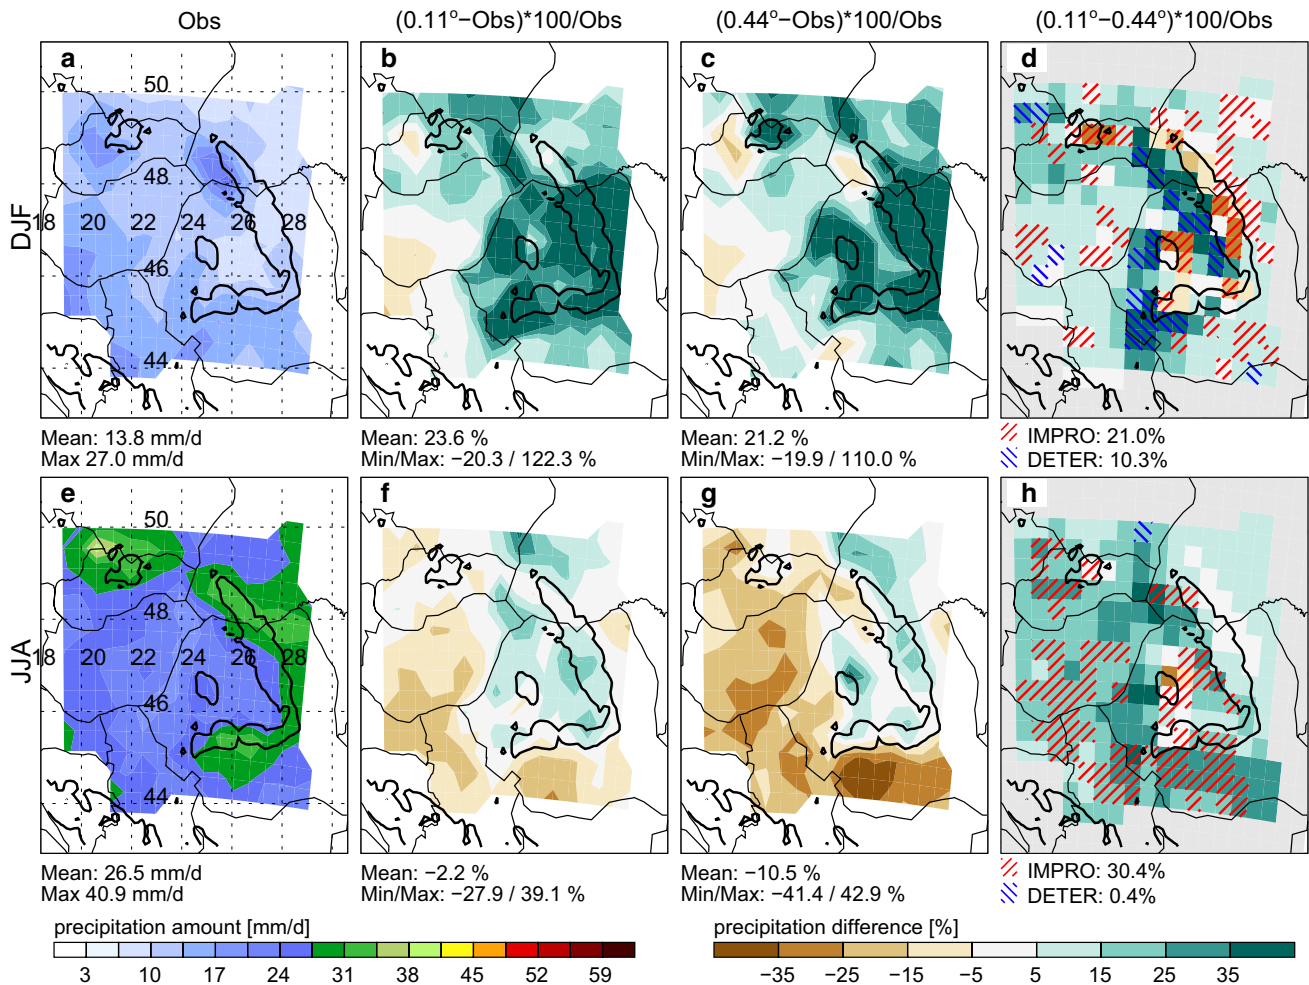 Obs
(0.11°−Obs)*100/Obs
(0.44°−Obs)*100/Obs
(0.11°−0.44°)*100/Obs
DJF
a
50
48
18 20 22 24 26 28
46
44
b
c
d
Mean: 13.8 mm/d
Max 27.0 mm/d
Mean: 23.6 %
Min/Max: −20.3 / 122.3 %
Mean: 21.2 %
Min/Max: −19.9 / 110.0 %
IMPRO: 21.0%
DETER: 10.3%
JJA
e
50
48
18 20 22 24 26 28
46
44
f
g
h
Mean: 26.5 mm/d
Max 40.9 mm/d
Mean: −2.2 %
Min/Max: −27.9 / 39.1 %
Mean: −10.5 %
Min/Max: −41.4 / 42.9 %
IMPRO: 30.4%
DETER: 0.4%
precipitation amount [mm/d]
3 10 17 24 31 38 45 52 59
precipitation difference [%]
−35 −25 −15 −5 5 15 25 35